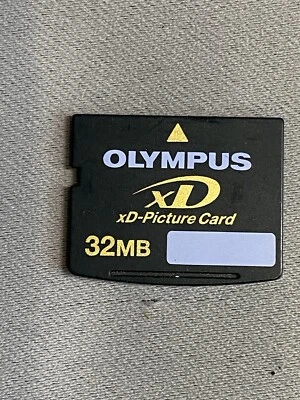 OLYMPUS
xD
xD-Picture Card
32MB